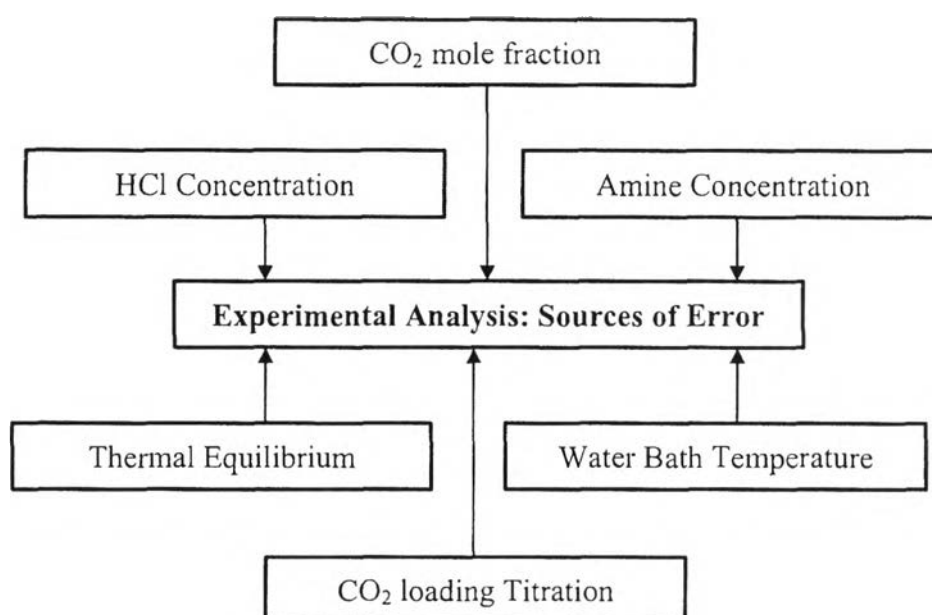 CO₂ mole fraction
HCl Concentration
Amine Concentration
Experimental Analysis: Sources of Error
Thermal Equilibrium
Water Bath Temperature
CO₂ loading Titration